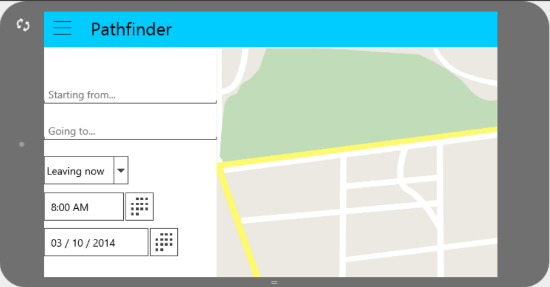 Pathfinder
Starting from...
Going to...
Leaving now
8:00 AM
03 / 10 / 2014